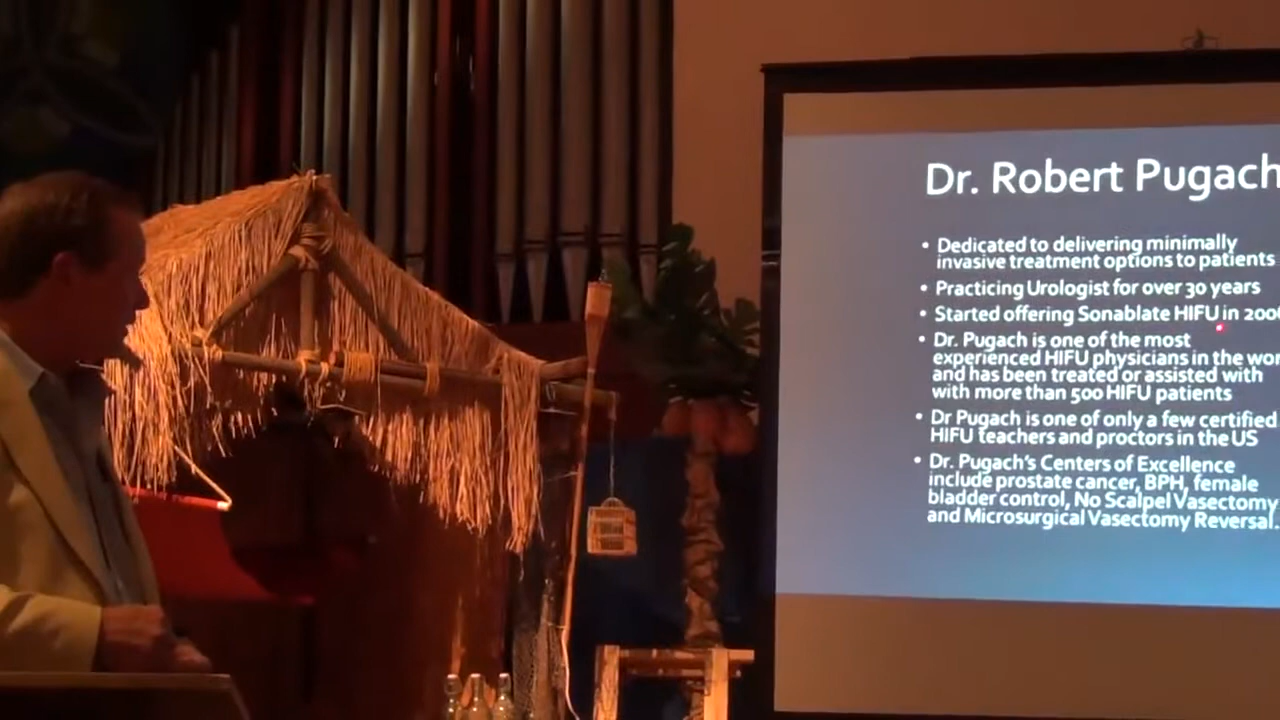 Dr. Robert Pugach
• Dedicated to delivering minimally
invasive treatment options to patients
• Practicing Urologist for over 30 years
• Started offering Sonablate HIFU in
• Dr. Pugach is one of the most
experienced HIFU physicians in the
and has been treated or assisted with
with more than 500 HIFU patients
• Dr Pugach is one of only a few certified
HIFU teachers and proctors in the US
• Dr. Pugach's Centers of Excellence
include prostate cancer, BPH, female
bladder control, No Scalpel Vasectomy
and Microsurgical Vasectomy Reversal.